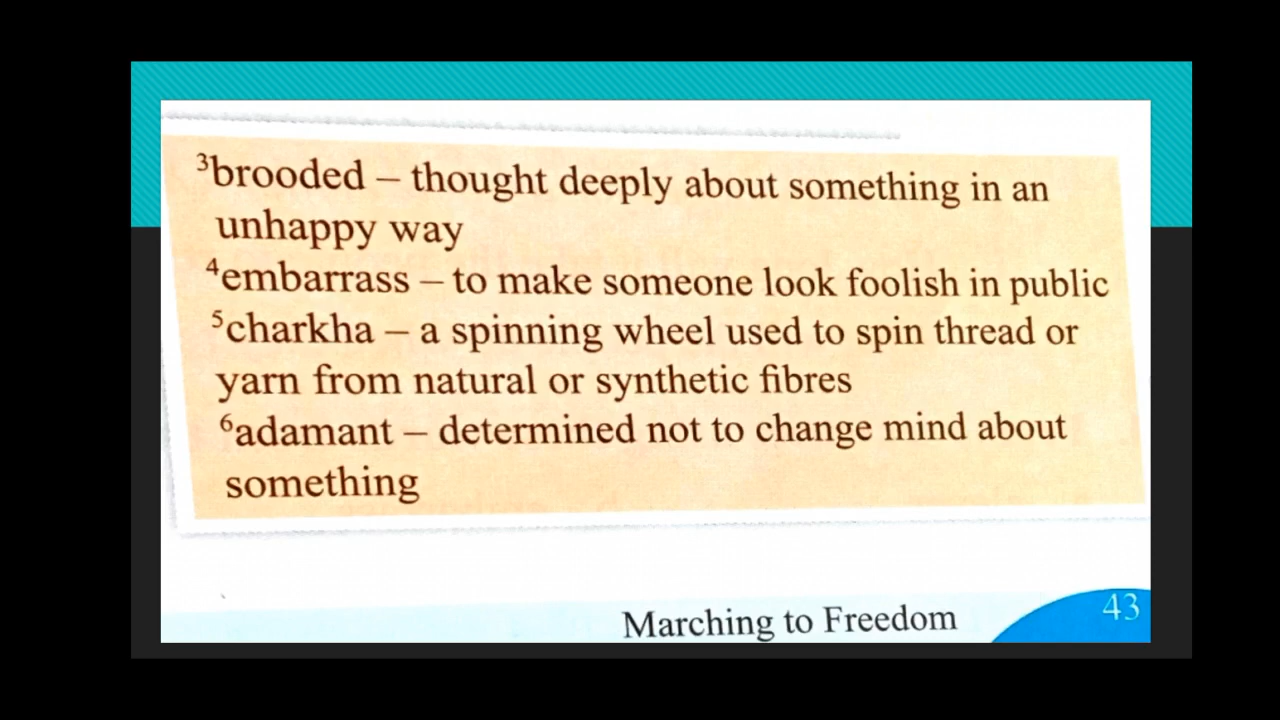 ³brooded – thought deeply about something in an
unhappy way
⁴embarrass – to make someone look foolish in public
⁵charkha – a spinning wheel used to spin thread or
yarn from natural or synthetic fibres
⁶adamant – determined not to change mind about
something
Marching to Freedom
43